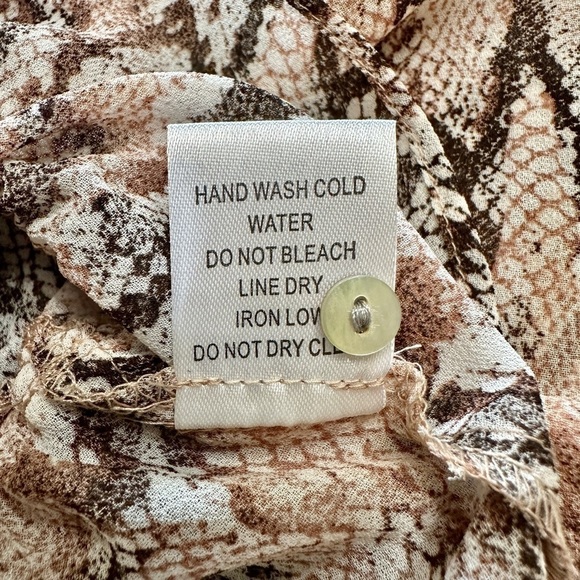 HAND WASH COLD
WATER
DO NOT BLEACH
LINE DRY
IRON LOW
DO NOT DRY